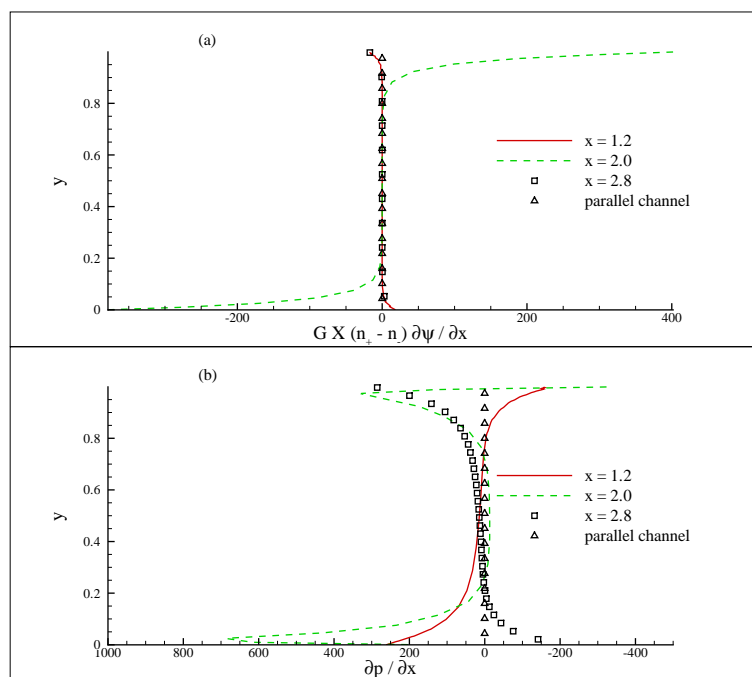 (a)
y
0.8
0.6
0.4
0.2
0
x = 1.2
x = 2.0
x = 2.8
parallel channel
-200 0 200 400
G X (n₊ - n₋) ∂ψ / ∂x
(b)
y
1
0.8
0.6
0.4
0.2
0
x = 1.2
x = 2.0
x = 2.8
parallel channel
1000 800 600 400 200 0 -200 -400
∂p / ∂x